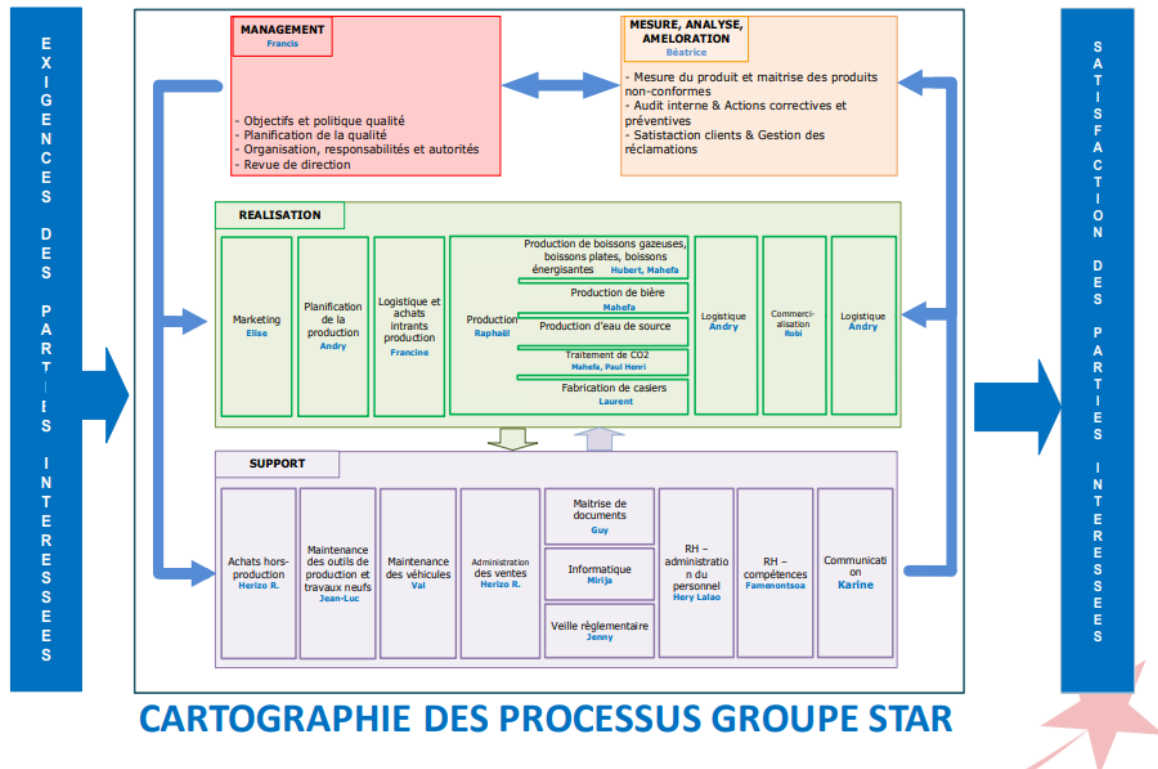 EXIGENCES DES PARTIES INTERESSEES
MANAGEMENT
Francis
- Objectifs et politique qualité
- Planification de la qualité
- Organisation, responsabilités et autorités
- Revue de direction
MESURE, ANALYSE,
AMELORATION
Béatrice
- Mesure du produit et maitrise des produits
non-conformes
- Audit interne & Actions correctives et
préventives
- Satistaction clients & Gestion des
réclamations
REALISATION
Marketing
Elise
Planification
de la
production
Andry
Logistique et
achats
intrants
production
Francine
Production
Raphaël
Production de boissons gazeuses,
boissons plates, boissons
énergisantes Hubert, Mahefa
Production de bière
Mahefa
Production d'eau de source
Traitement de CO2
Mahefa, Paul Henri
Fabrication de casiers
Laurent
Logistique
Andry
Commerci-
alisation
Robi
Logistique
Andry
SUPPORT
Achats hors-
production
Herizo R.
Maintenance
des outils de
production et
travaux neufs
Jean-Luc
Maintenance
des véhicules
Val
Administration
des ventes
Herizo R.
Maitrise de
documents
Guy
Informatique
Mirija
Veille règlementaire
Jenny
RH –
administratio
n du
personnel
Hery Lalao
RH –
compétences
Famenontsoa
Communicati
on
Karine
SATISFACTION DES PARTIES INTERESSEES
CARTOGRAPHIE DES PROCESSUS GROUPE STAR